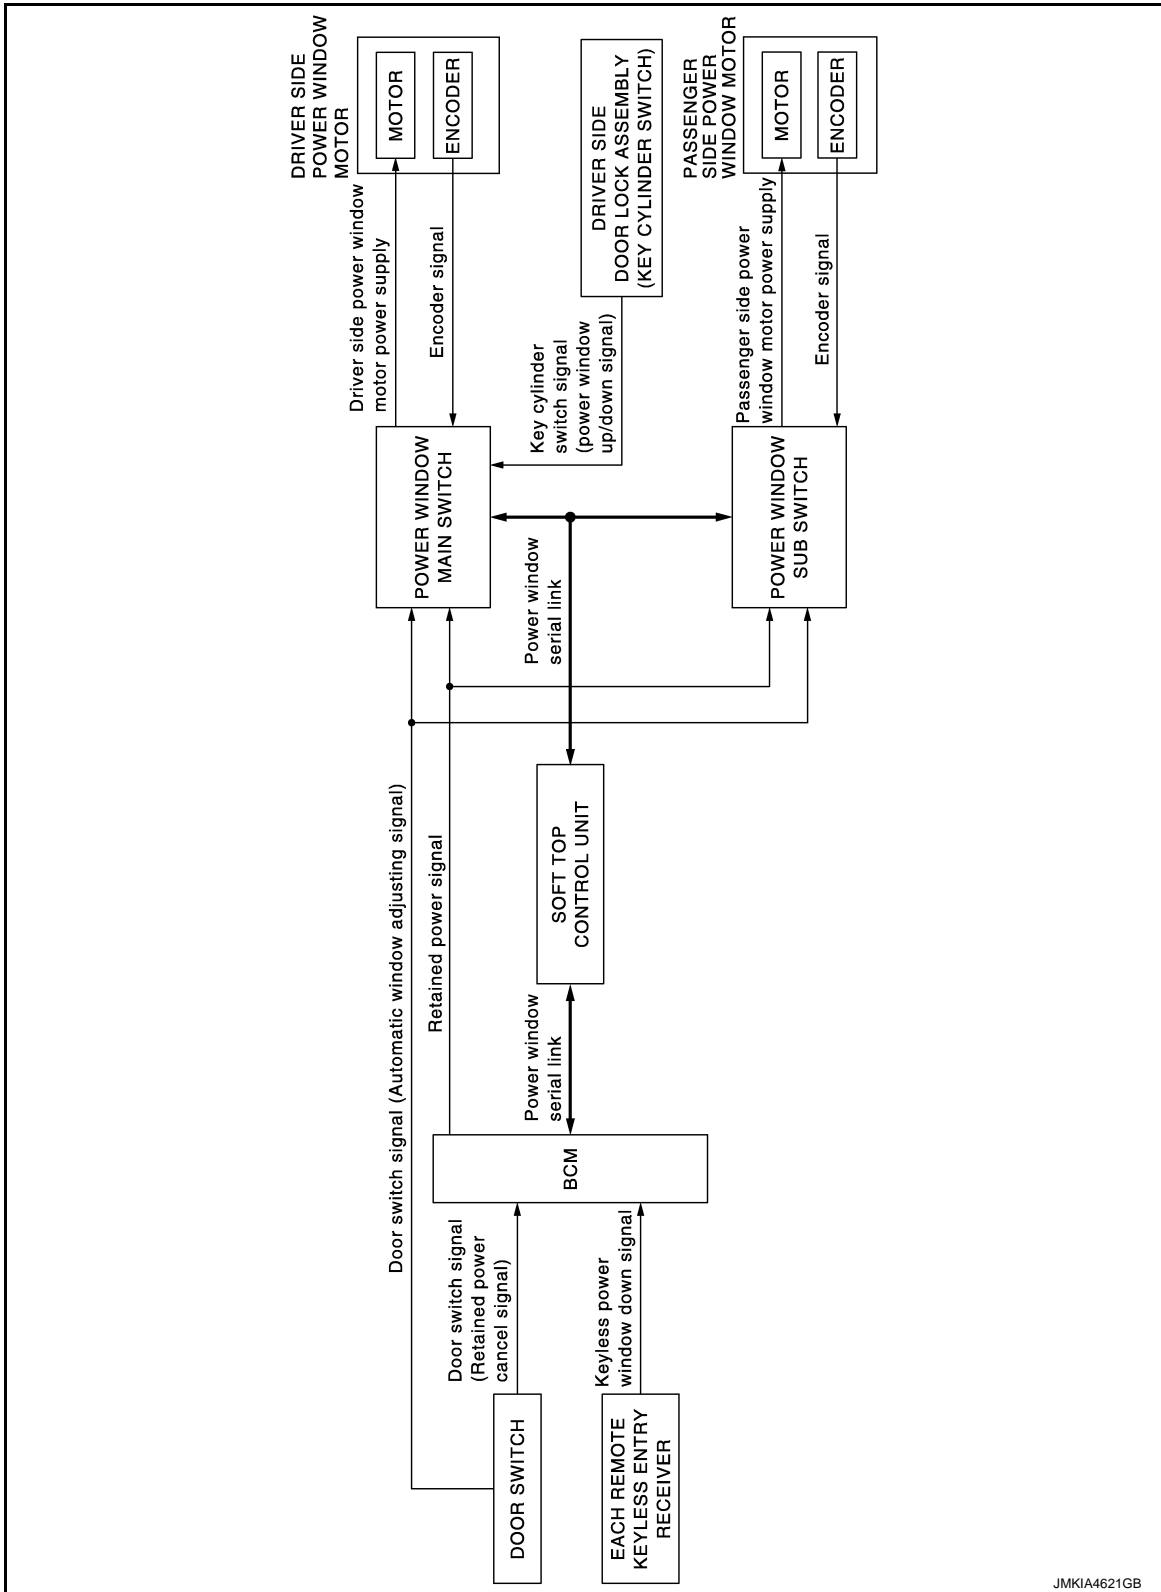 DOOR SWITCH
EACH REMOTE
KEYLESS ENTRY
RECEIVER
Door switch signal
(Retained power
cancel signal)
Keyless power
window down signal
BCM
Door switch signal (Automatic window adjusting signal)
Retained power signal
Power window
serial link
SOFT TOP
CONTROL UNIT
Power window
serial link
POWER WINDOW
MAIN SWITCH
POWER WINDOW
SUB SWITCH
Driver side power window
motor power supply
Encoder signal
Key cylinder
switch signal
(power window
up/down signal)
Passenger side power
window motor power supply
Encoder signal
DRIVER SIDE
POWER WINDOW
MOTOR
MOTOR
ENCODER
DRIVER SIDE
DOOR LOCK ASSEMBLY
(KEY CYLINDER SWITCH)
PASSENGER
SIDE POWER
WINDOW MOTOR
MOTOR
ENCODER
JMKIA4621GB